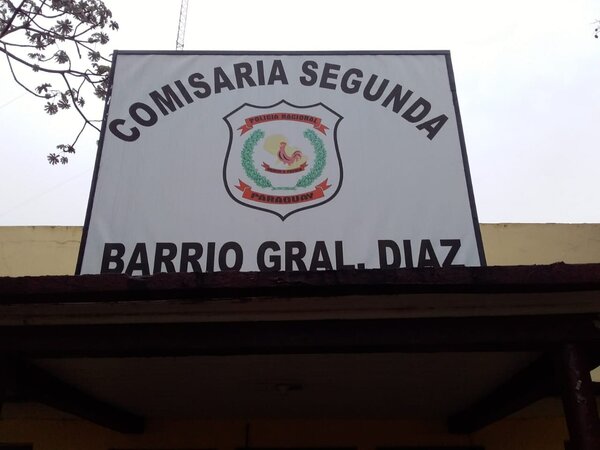 COMISARIA SEGUNDA
POLICIA NACIONAL
PARAGUAY
BARRIO GRAL. DIAZ